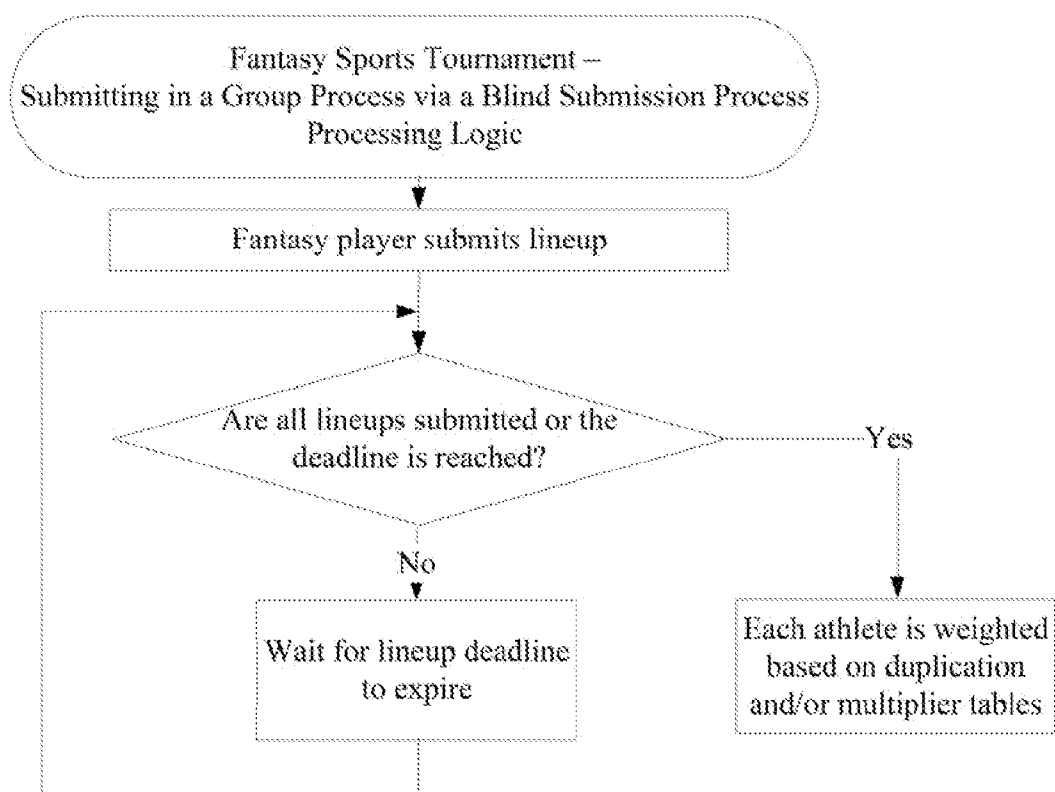 Fantasy Sports Tournament –
Submitting in a Group Process via a Blind Submission Process
Processing Logic
Fantasy player submits lineup
Are all lineups submitted or the
deadline is reached?
Yes
No
Wait for lineup deadline
to expire
Each athlete is weighted
based on duplication
and/or multiplier tables